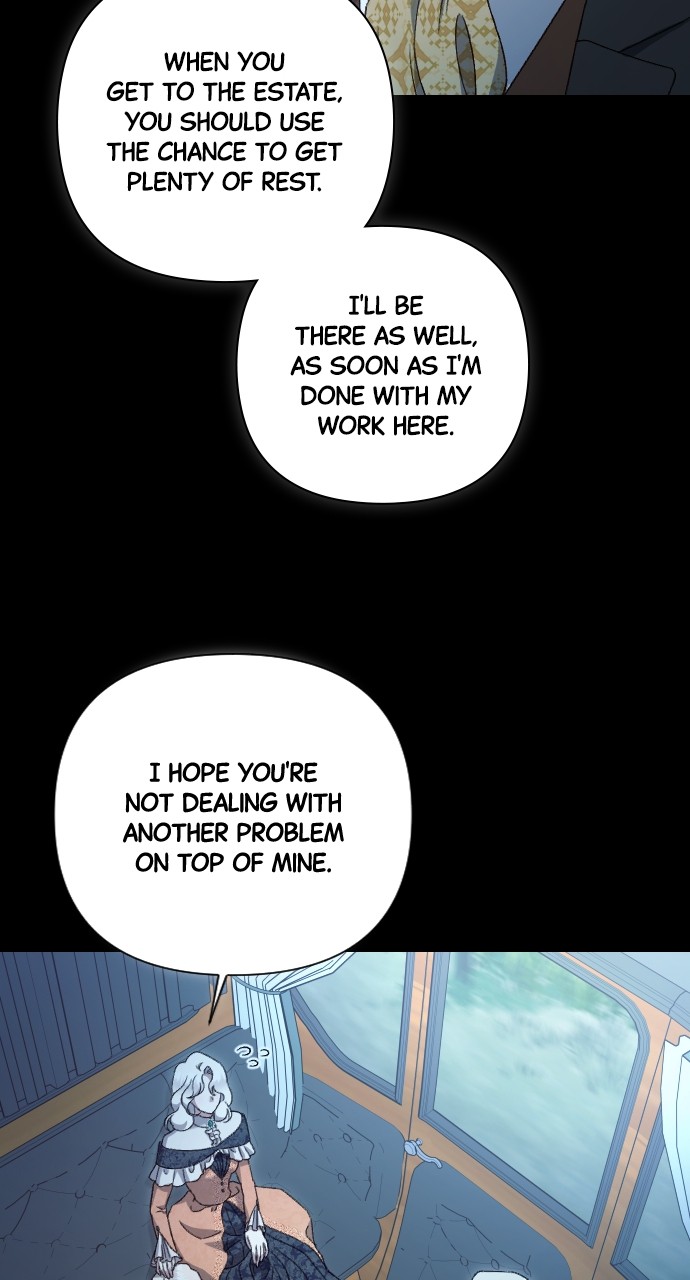 WHEN YOU
GET TO THE ESTATE,
YOU SHOULD USE
THE CHANCE TO GET
PLENTY OF REST.
I'LL BE
THERE AS WELL,
AS SOON AS I'M
DONE WITH MY
WORK HERE.
I HOPE YOU'RE
NOT DEALING WITH
ANOTHER PROBLEM
ON TOP OF MINE.